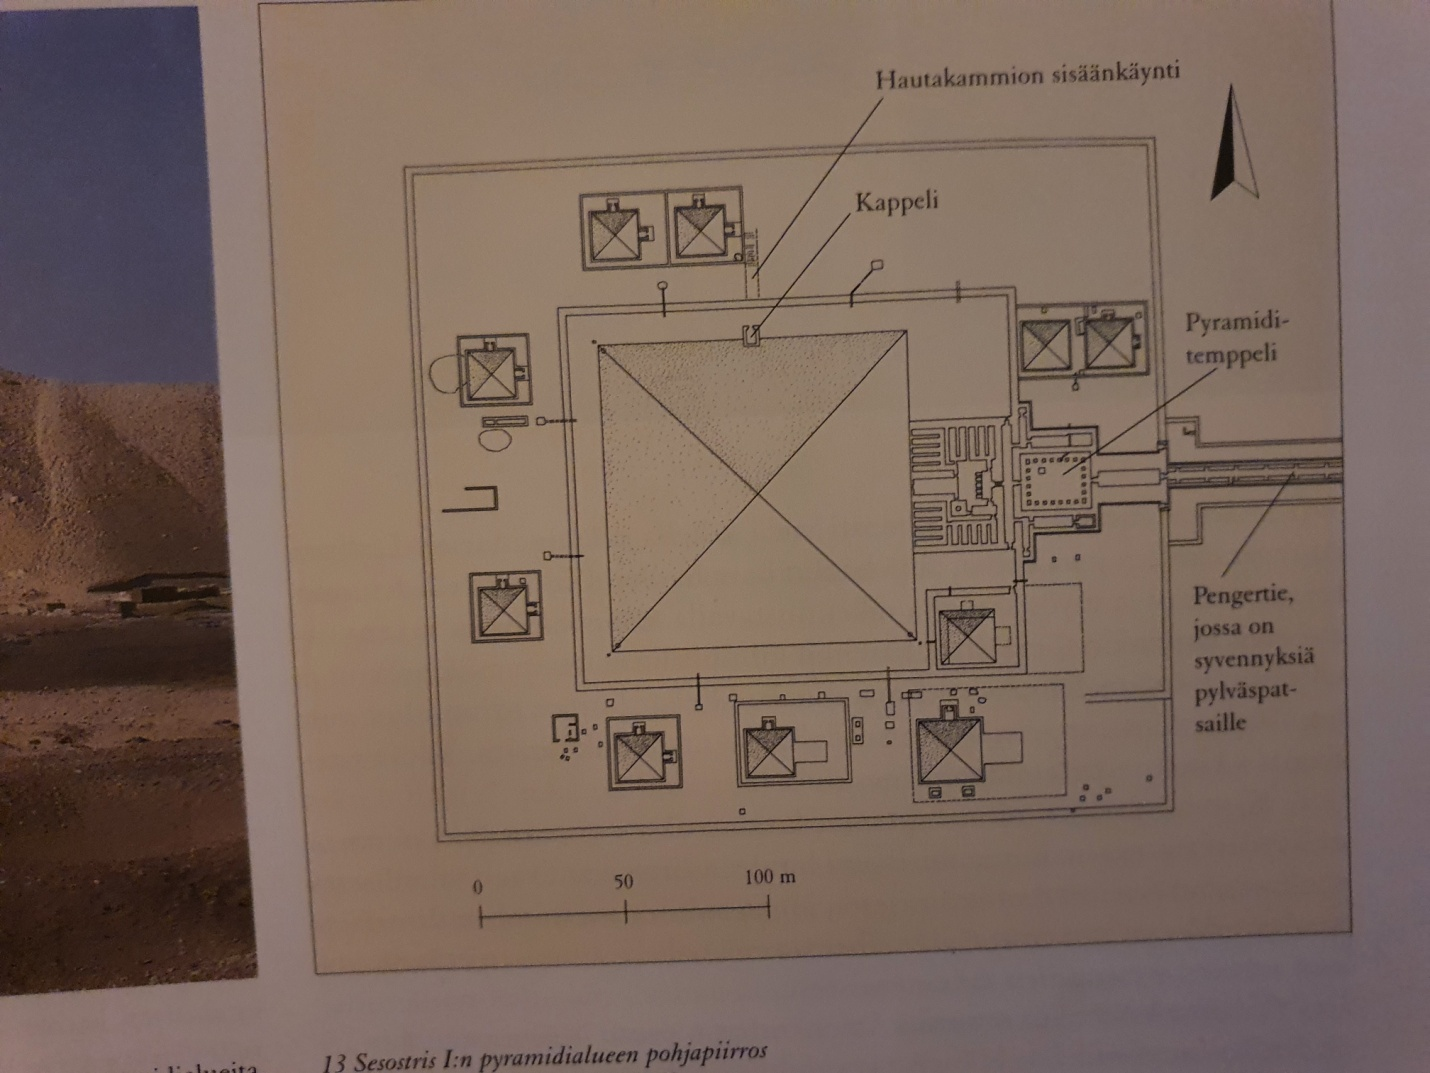 Hautakammion sisäänkäynti
Kappeli
Pyramidi-
temppeli
Pengertie,
jossa on
syvennyksiä
pylväspat-
saille
0 50 100 m
13 Sesostris I:n pyramidialueen pohjapiirros